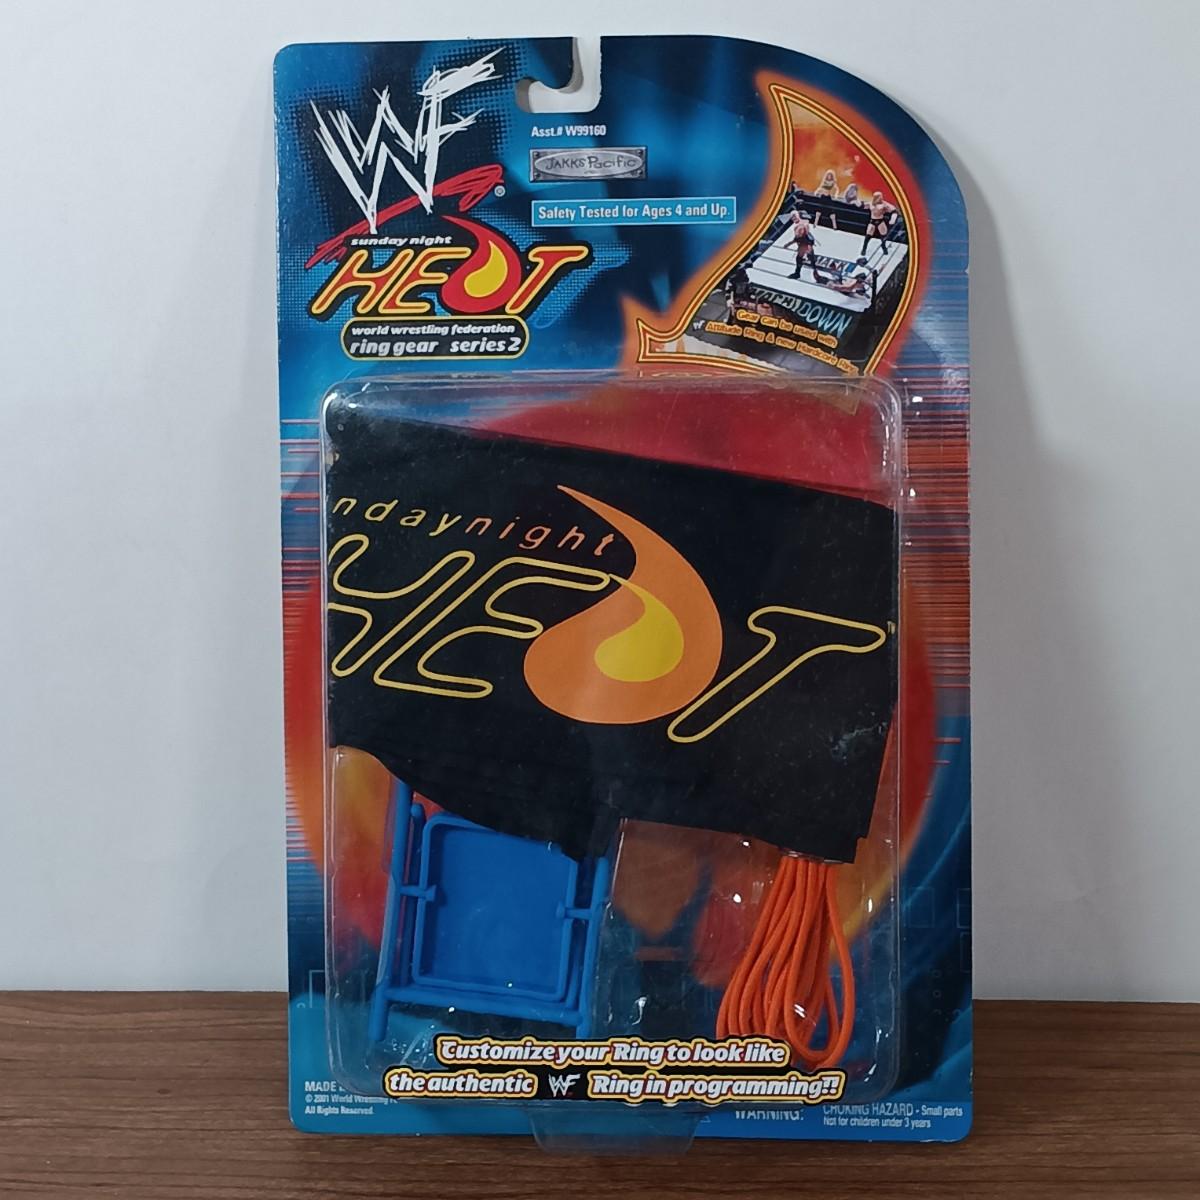 WF
®
Asst.# W99160
JAKKS Pacific
Safety Tested for Ages 4 and Up.
sunday night
HEAT
world wrestling federation
ring gear series 2
DOWN
Gear can be used with
Attitude Ring & new Hardcore Ring
ndaynight
HEAT
Customize your Ring to look like
the authentic WF Ring in programming!!
MADE
© 2001 World Wrestling
All Rights Reserved.
WARNING: CHOKING HAZARD - Small parts
Not for children under 3 years